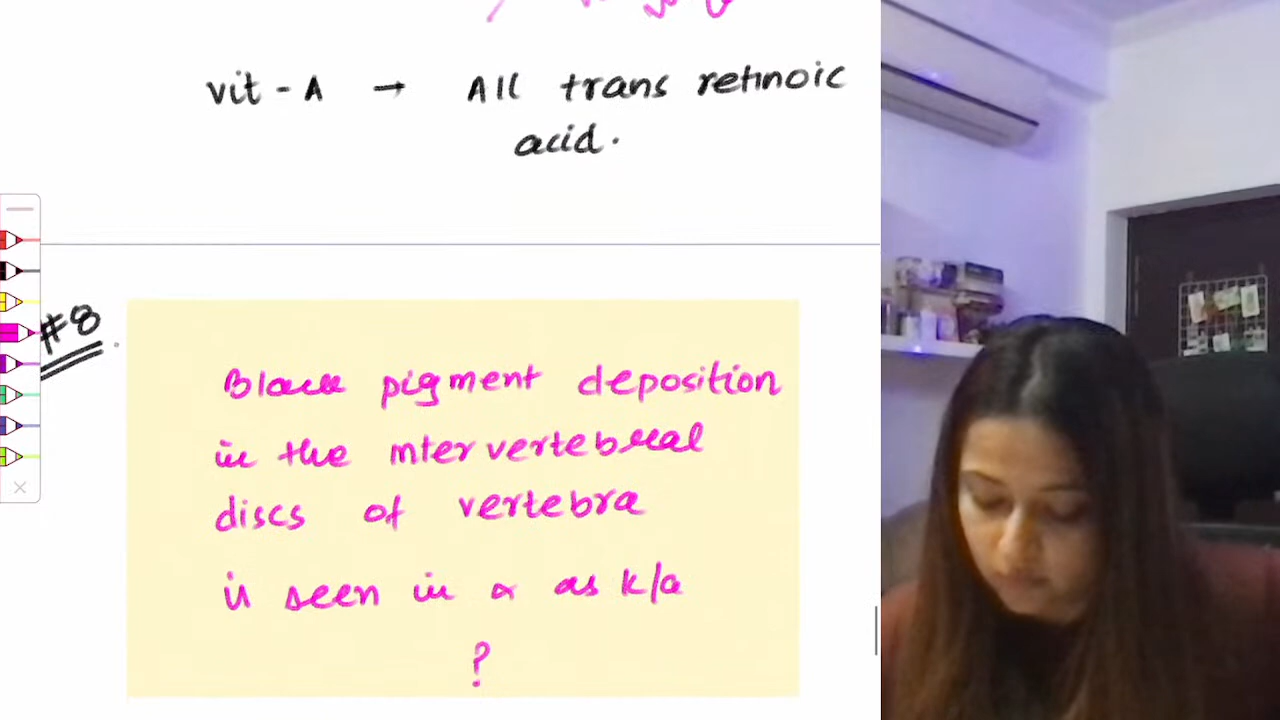 vit - A → All trans retinoic
acid.
#8
Black pigment deposition
in the intervertebral
discs of vertebra
is seen in & as k/a
?